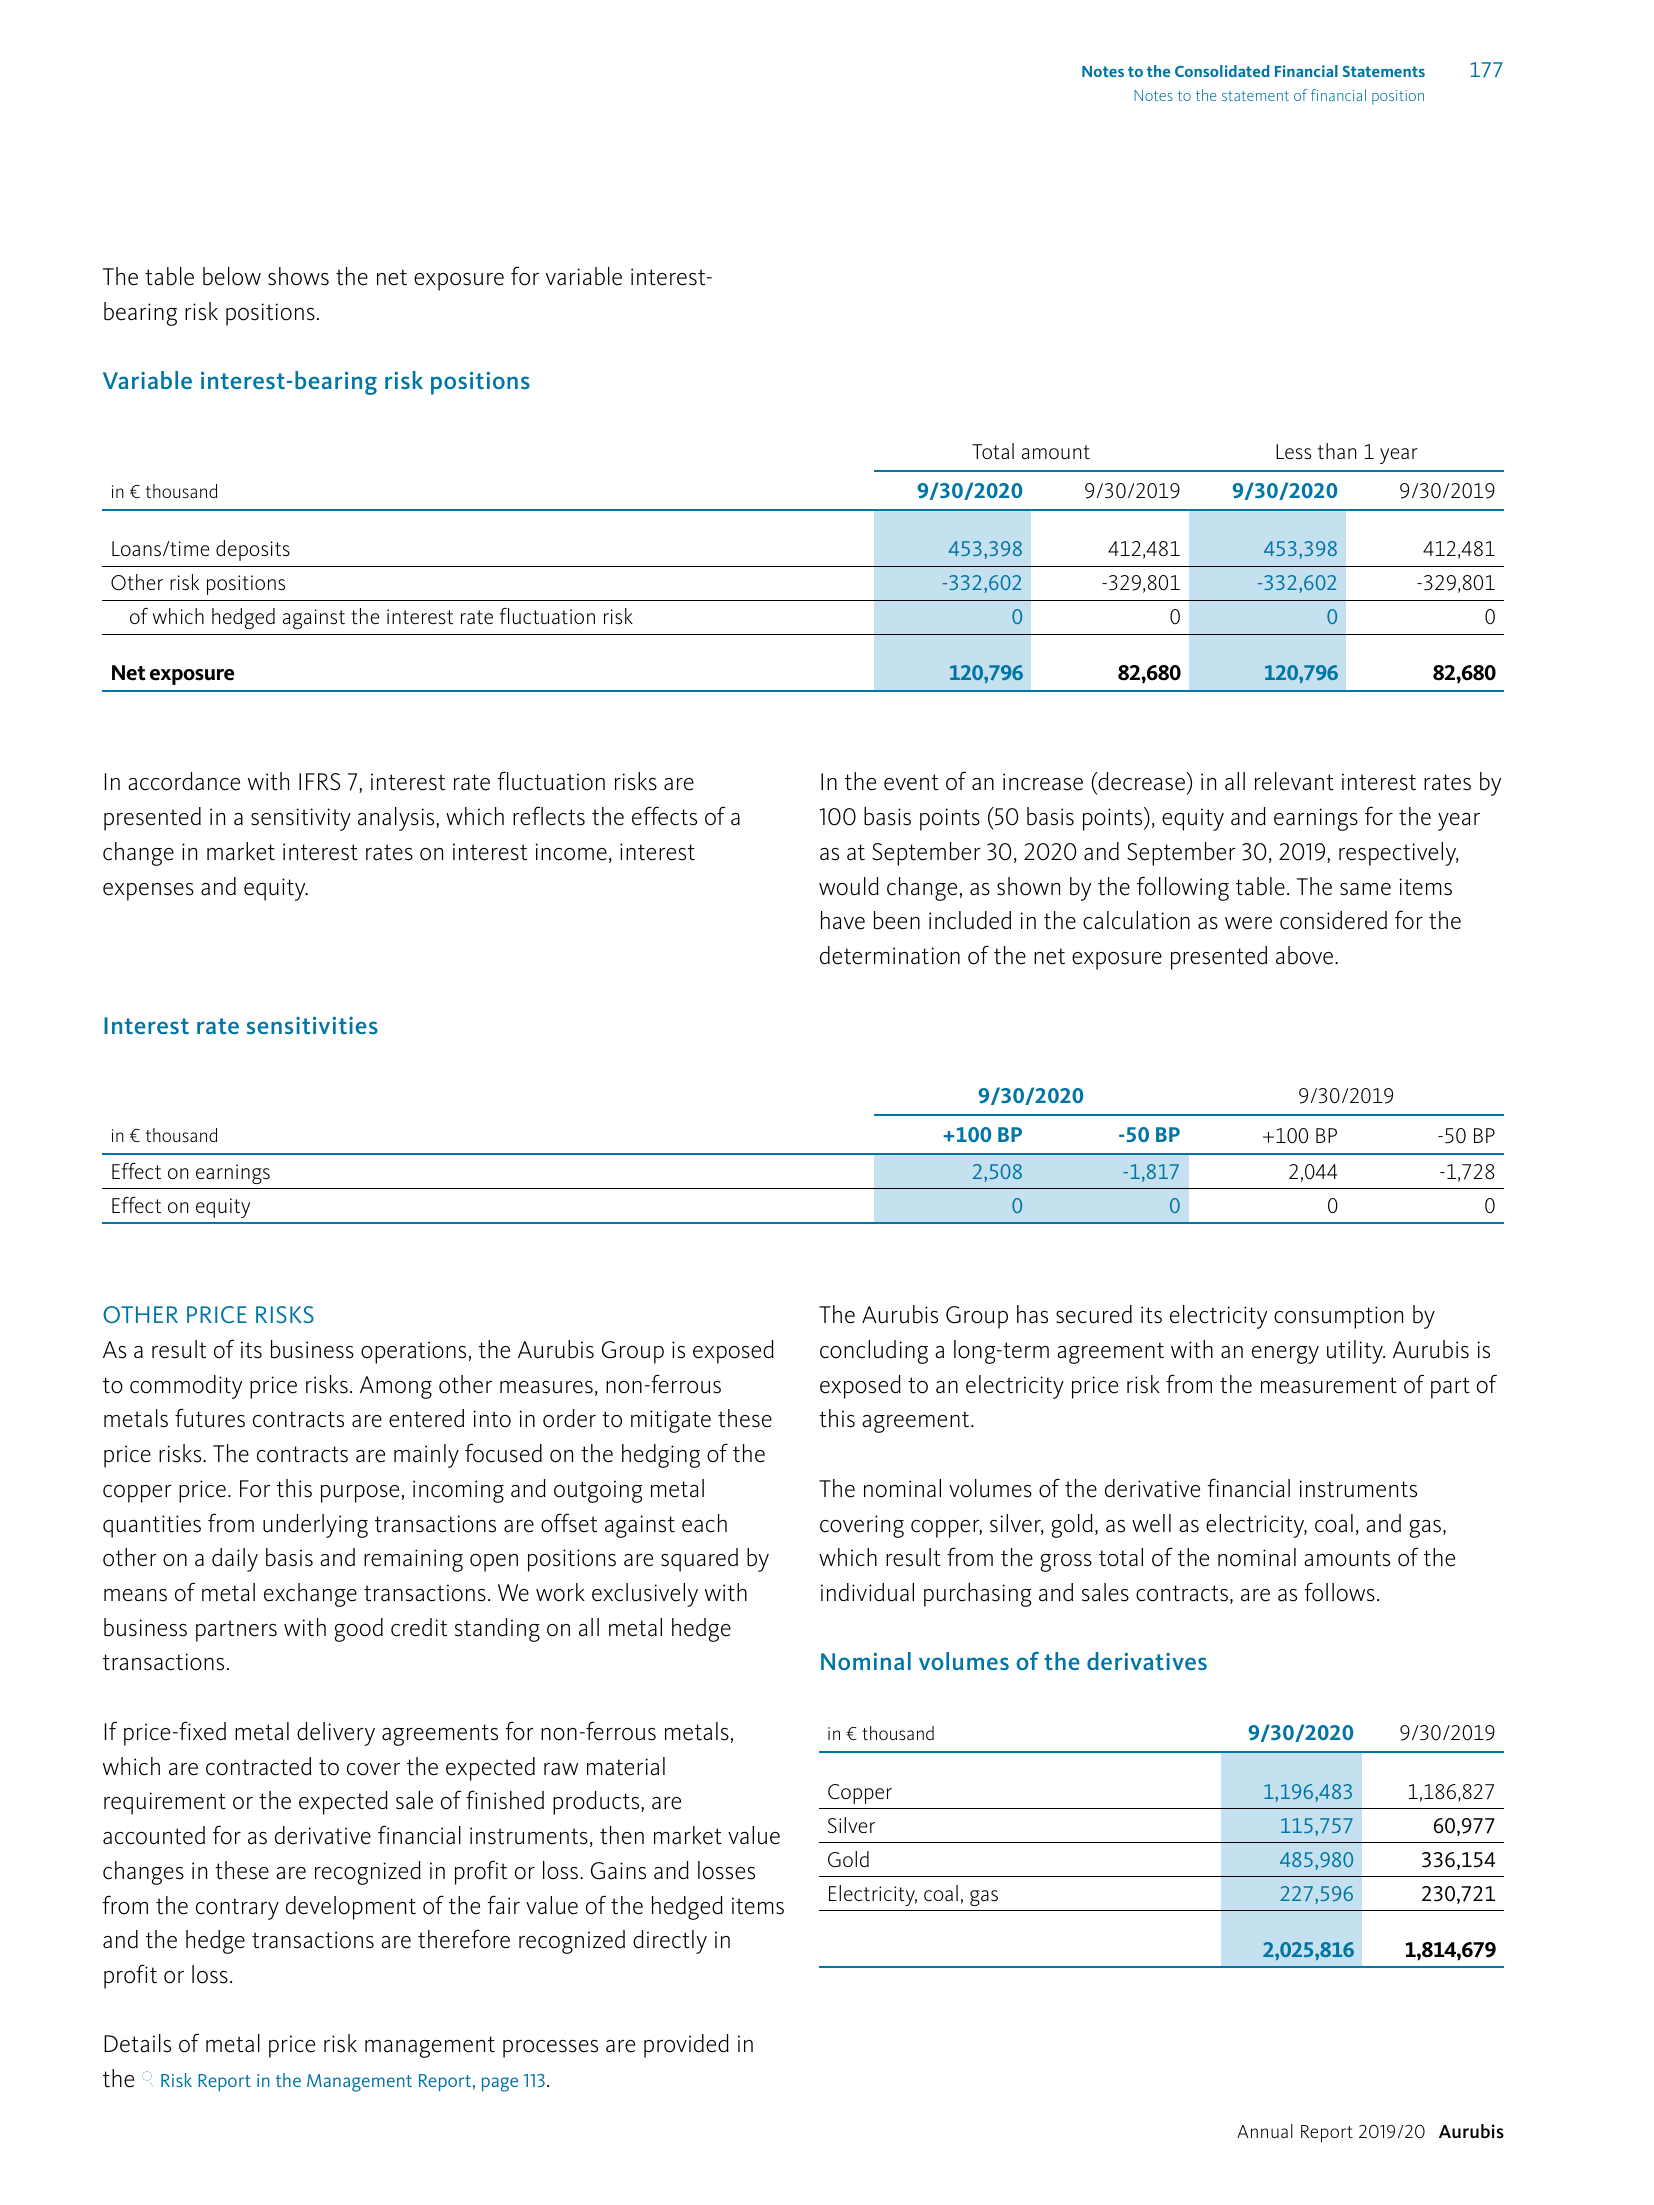 Notes to the Consolidated Financial Statements 177
Notes to the statement of financial position
The table below shows the net exposure for variable interest-
bearing risk positions.
Variable interest-bearing risk positions
Total amount Less than 1 year
in € thousand 9/30/2020 9/30/2019 9/30/2020 9/30/2019
Loans/time deposits 453,398 412,481 453,398 412,481
Other risk positions -332,602 -329,801 -332,602 -329,801
of which hedged against the interest rate fluctuation risk 0 0 0 0
Net exposure 120,796 82,680 120,796 82,680
In accordance with IFRS 7, interest rate fluctuation risks are
presented in a sensitivity analysis, which reflects the effects of a
change in market interest rates on interest income, interest
expenses and equity.
In the event of an increase (decrease) in all relevant interest rates by
100 basis points (50 basis points), equity and earnings for the year
as at September 30, 2020 and September 30, 2019, respectively,
would change, as shown by the following table. The same items
have been included in the calculation as were considered for the
determination of the net exposure presented above.
Interest rate sensitivities
9/30/2020 9/30/2019
in € thousand +100 BP -50 BP +100 BP -50 BP
Effect on earnings 2,508 -1,817 2,044 -1,728
Effect on equity 0 0 0 0
OTHER PRICE RISKS
As a result of its business operations, the Aurubis Group is exposed
to commodity price risks. Among other measures, non-ferrous
metals futures contracts are entered into in order to mitigate these
price risks. The contracts are mainly focused on the hedging of the
copper price. For this purpose, incoming and outgoing metal
quantities from underlying transactions are offset against each
other on a daily basis and remaining open positions are squared by
means of metal exchange transactions. We work exclusively with
business partners with good credit standing on all metal hedge
transactions.
If price-fixed metal delivery agreements for non-ferrous metals,
which are contracted to cover the expected raw material
requirement or the expected sale of finished products, are
accounted for as derivative financial instruments, then market value
changes in these are recognized in profit or loss. Gains and losses
from the contrary development of the fair value of the hedged items
and the hedge transactions are therefore recognized directly in
profit or loss.
Details of metal price risk management processes are provided in
the Risk Report in the Management Report, page 113.
The Aurubis Group has secured its electricity consumption by
concluding a long-term agreement with an energy utility. Aurubis is
exposed to an electricity price risk from the measurement of part of
this agreement.
The nominal volumes of the derivative financial instruments
covering copper, silver, gold, as well as electricity, coal, and gas,
which result from the gross total of the nominal amounts of the
individual purchasing and sales contracts, are as follows.
Nominal volumes of the derivatives
in € thousand 9/30/2020 9/30/2019
Copper 1,196,483 1,186,827
Silver 115,757 60,977
Gold 485,980 336,154
Electricity, coal, gas 227,596 230,721
2,025,816 1,814,679
Annual Report 2019/20 Aurubis